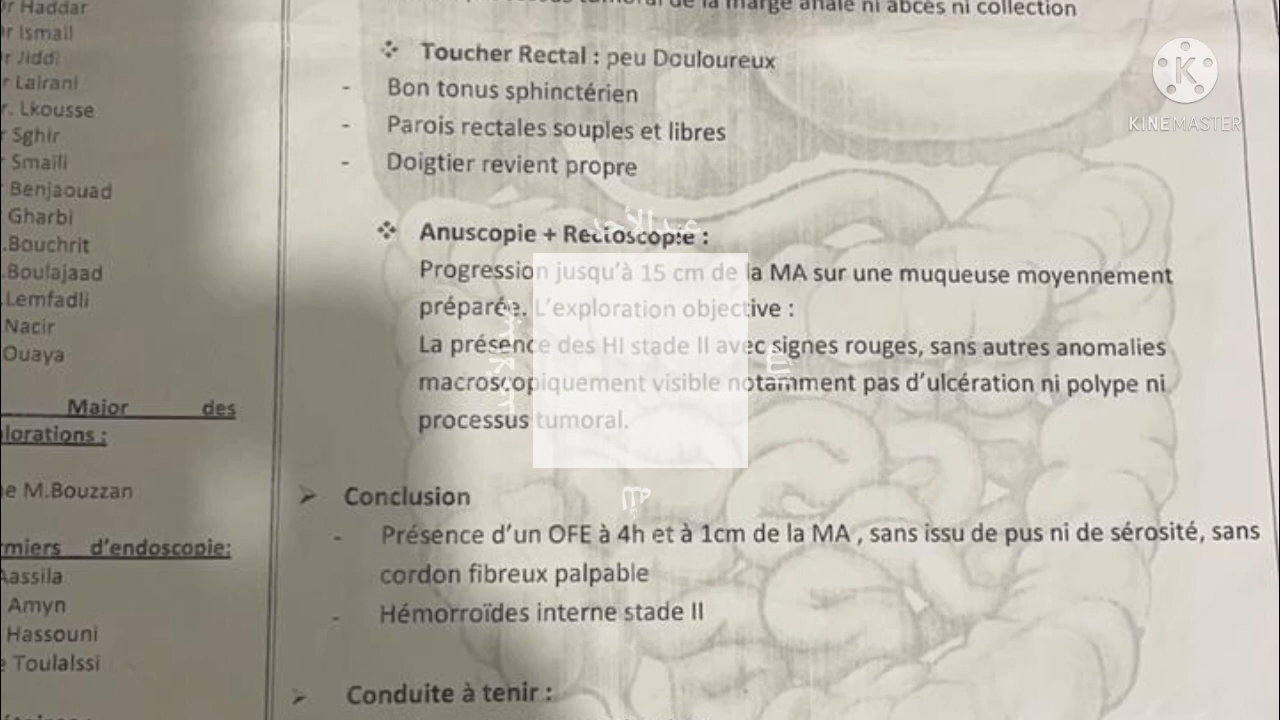 Dr Haddar
Dr Ismail
Dr Jiddi
r Lairani
r. Lkousse
r Sghir
Smaili
Benjaouad
Gharbi
.Bouchrit
.Boulajaad
.Lemfadli
Nacir
Ouaya
Major des
lorations :
e M.Bouzzan
rmiers d'endoscopie:
Aassila
Amyn
Hassouni
e Toulalssi
tumoral de la marge anale ni abcès ni collection
❖ Toucher Rectal : peu Douloureux
- Bon tonus sphinctérien
- Parois rectales souples et libres
- Doigtier revient propre
❖ Anuscopie + Rectoscopie :
Progression jusqu'à 15 cm de la MA sur une muqueuse moyennement
préparée. L'exploration objective :
La présence des HI stade II avec signes rouges, sans autres anomalies
macroscopiquement visible notamment pas d'ulcération ni polype ni
processus tumoral.
➢ Conclusion
- Présence d'un OFE à 4h et à 1cm de la MA , sans issu de pus ni de sérosité, sans
cordon fibreux palpable
- Hémorroïdes interne stade II
➢ Conduite à tenir :
K
KINEMASTER